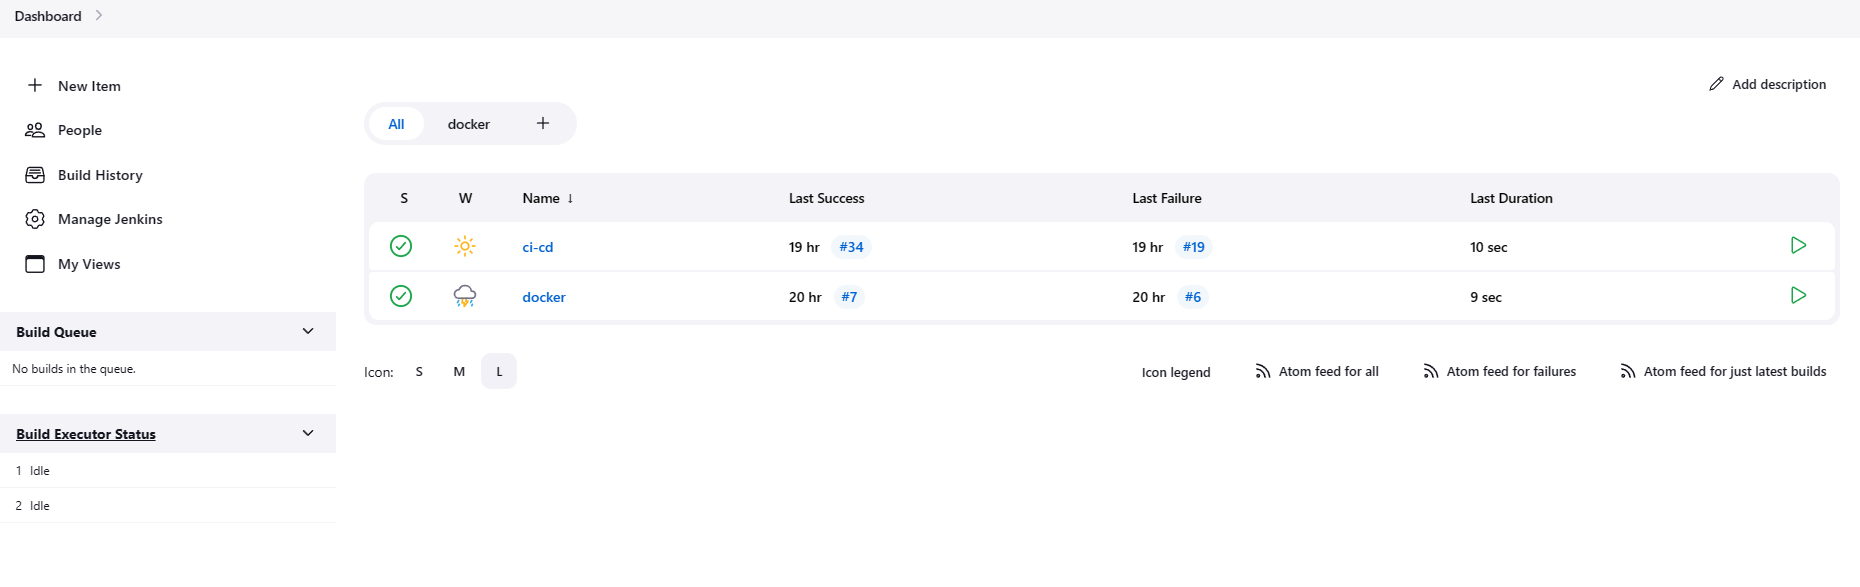 Dashboard
New Item
People
Build History
Manage Jenkins
My Views
Build Queue
No builds in the queue.
Build Executor Status
1 Idle
2 Idle
Add description
All docker +
S W Name ↓ Last Success Last Failure Last Duration
ci-cd 19 hr #34 19 hr #19 10 sec
docker 20 hr #7 20 hr #6 9 sec
Icon: S M L
Icon legend Atom feed for all Atom feed for failures Atom feed for just latest builds